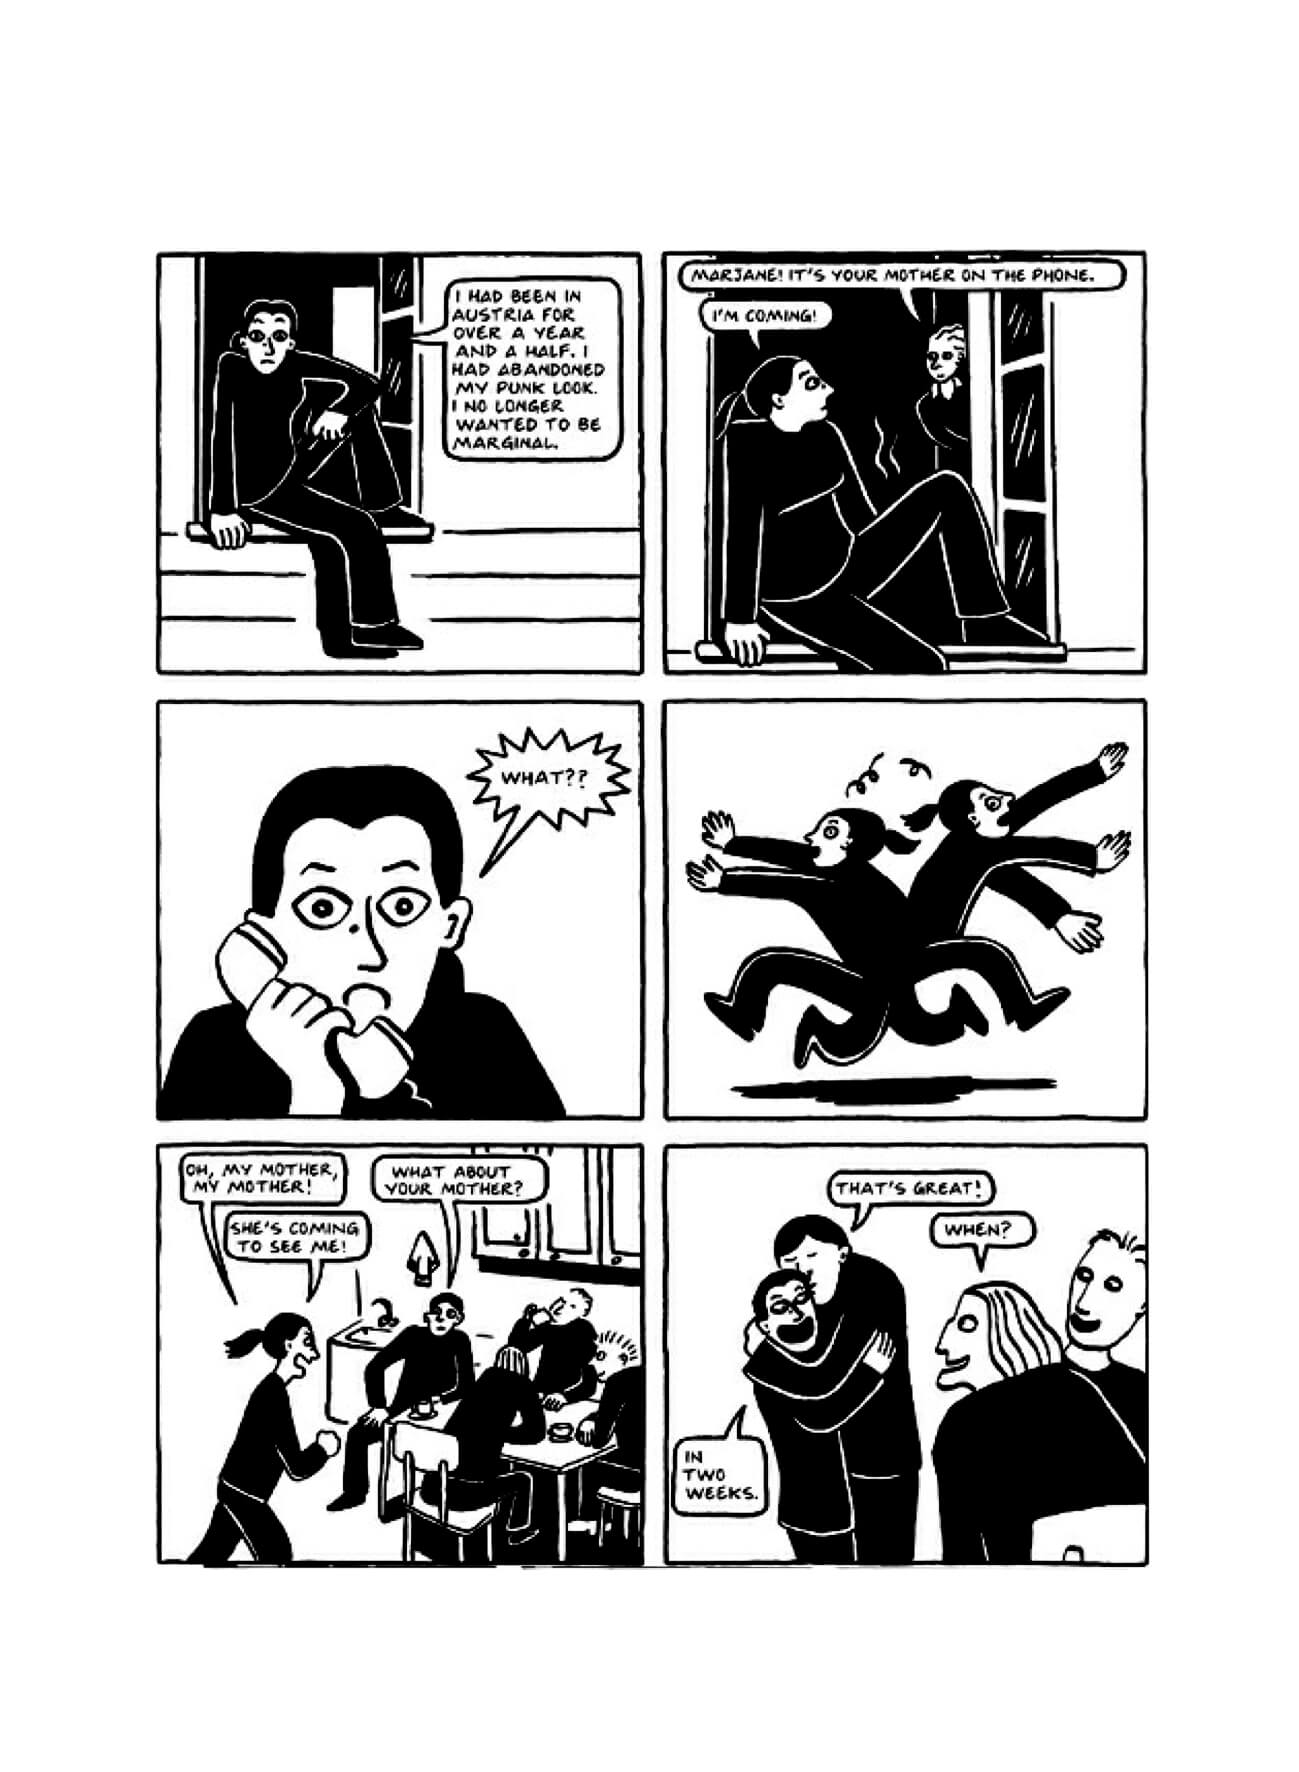 I HAD BEEN IN
AUSTRIA FOR
OVER A YEAR
AND A HALF. I
HAD ABANDONED
MY PUNK LOOK.
I NO LONGER
WANTED TO BE
MARGINAL.
MARJANE! IT'S YOUR MOTHER ON THE PHONE.
I'M COMING!
WHAT??
OH, MY MOTHER,
MY MOTHER!
SHE'S COMING
TO SEE ME!
WHAT ABOUT
YOUR MOTHER?
THAT'S GREAT!
WHEN?
IN
TWO
WEEKS.